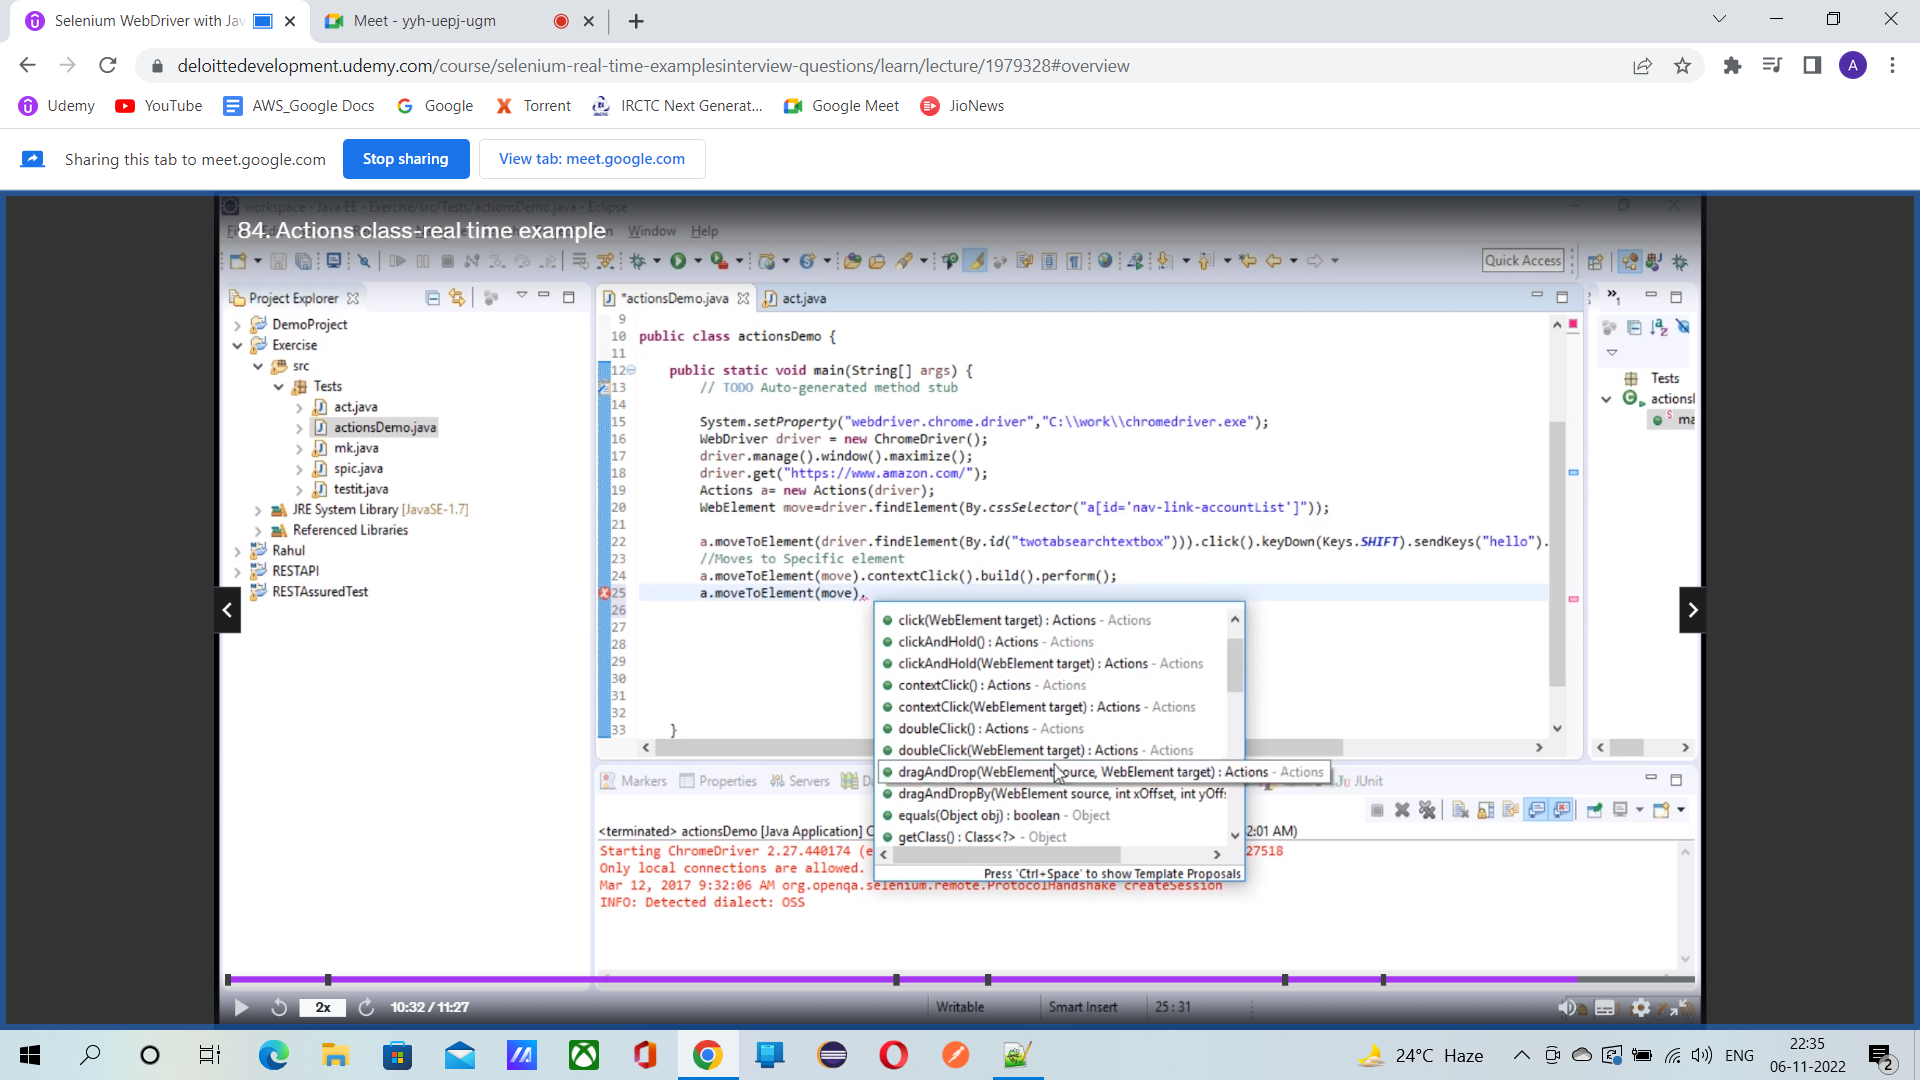 Selenium WebDriver with Jav
Meet - yyh-uepj-ugm
deloittedevelopment.udemy.com/course/selenium-real-time-examplesinterview-questions/learn/lecture/1979328#overview
A
Udemy
YouTube
AWS_Google Docs
Google
Torrent
IRCTC Next Generat...
Google Meet
JioNews
Sharing this tab to meet.google.com
Stop sharing
View tab: meet.google.com
workspace - Java EE - Exercise/src/Tests/actionsDemo.java - Eclipse
84. Actions class-real time example
Window Help
Quick Access
Project Explorer
*actionsDemo.java
act.java
DemoProject
Exercise
src
Tests
act.java
actionsDemo.java
mk.java
spic.java
testit.java
JRE System Library [JavaSE-1.7]
Referenced Libraries
Rahul
RESTAPI
RESTAssuredTest
9
10 public class actionsDemo {
11
12 public static void main(String[] args) {
13 // TODO Auto-generated method stub
14
15 System.setProperty("webdriver.chrome.driver","C:\\work\\chromedriver.exe");
16 WebDriver driver = new ChromeDriver();
17 driver.manage().window().maximize();
18 driver.get("https://www.amazon.com/");
19 Actions a= new Actions(driver);
20 WebElement move=driver.findElement(By.cssSelector("a[id='nav-link-accountList']"));
21
22 a.moveToElement(driver.findElement(By.id("twotabsearchtextbox"))).click().keyDown(Keys.SHIFT).sendKeys("hello").
23 //Moves to Specific element
24 a.moveToElement(move).contextClick().build().perform();
25 a.moveToElement(move).
26
27
28
29
30
31
32
33 }
click(WebElement target) : Actions - Actions
clickAndHold() : Actions - Actions
clickAndHold(WebElement target) : Actions - Actions
contextClick() : Actions - Actions
contextClick(WebElement target) : Actions - Actions
doubleClick() : Actions - Actions
doubleClick(WebElement target) : Actions - Actions
dragAndDrop(WebElement source, WebElement target) : Actions - Actions
dragAndDropBy(WebElement source, int xOffset, int yOffs
equals(Object obj) : boolean - Object
getClass() : Class<?> - Object
Press 'Ctrl+Space' to show Template Proposals
Tests
actionsl
ma
Markers
Properties
Servers
JUnit
<terminated> actionsDemo [Java Application] C
2:01 AM)
Starting ChromeDriver 2.27.440174 (e
27518
Only local connections are allowed.
Mar 12, 2017 9:32:06 AM org.openqa.selenium.remote.ProtocolHandshake createSession
INFO: Detected dialect: OSS
2x
10:32 / 11:27
Writable
Smart Insert
25 : 31
24°C Haze
ENG
22:35
06-11-2022
2